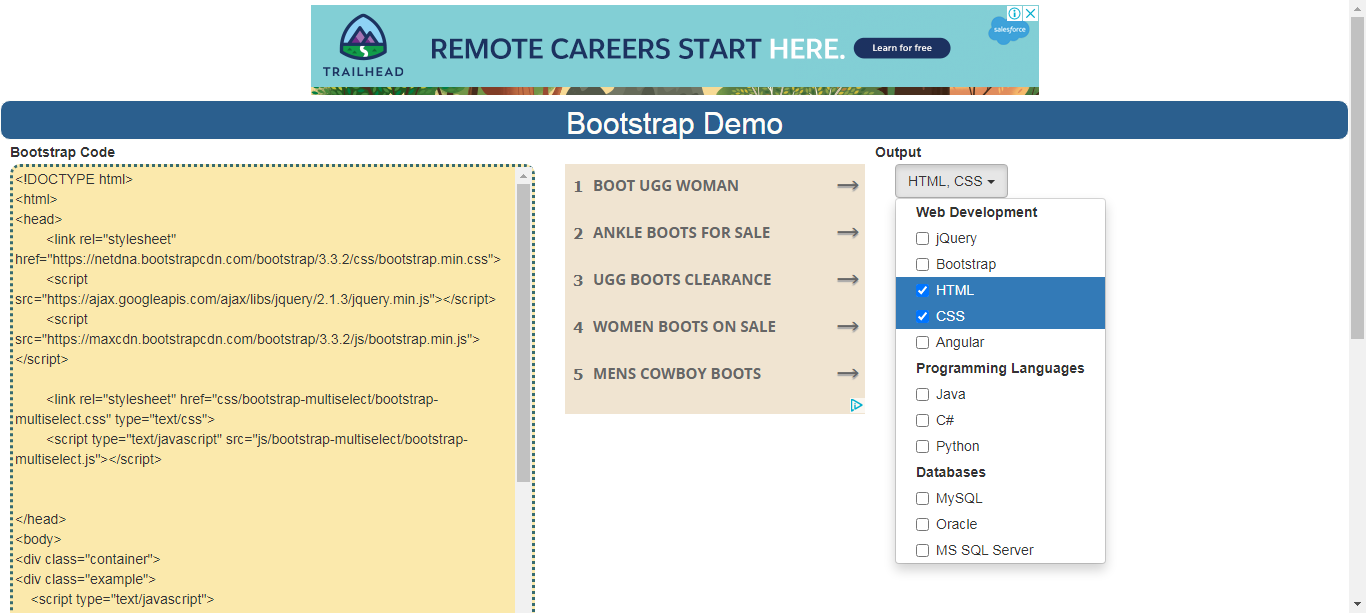 TRAILHEAD
REMOTE CAREERS START HERE.
Learn for free
salesforce
Bootstrap Demo
Bootstrap Code
<!DOCTYPE html>
<html>
<head>
<link rel="stylesheet"
href="https://netdna.bootstrapcdn.com/bootstrap/3.3.2/css/bootstrap.min.css">
<script
src="https://ajax.googleapis.com/ajax/libs/jquery/2.1.3/jquery.min.js"></script>
<script
src="https://maxcdn.bootstrapcdn.com/bootstrap/3.3.2/js/bootstrap.min.js">
</script>
<link rel="stylesheet" href="css/bootstrap-multiselect/bootstrap-
multiselect.css" type="text/css">
<script type="text/javascript" src="js/bootstrap-multiselect/bootstrap-
multiselect.js"></script>
</head>
<body>
<div class="container">
<div class="example">
<script type="text/javascript">
1 BOOT UGG WOMAN
2 ANKLE BOOTS FOR SALE
3 UGG BOOTS CLEARANCE
4 WOMEN BOOTS ON SALE
5 MENS COWBOY BOOTS
Output
HTML, CSS
Web Development
jQuery
Bootstrap
HTML
CSS
Angular
Programming Languages
Java
C#
Python
Databases
MySQL
Oracle
MS SQL Server